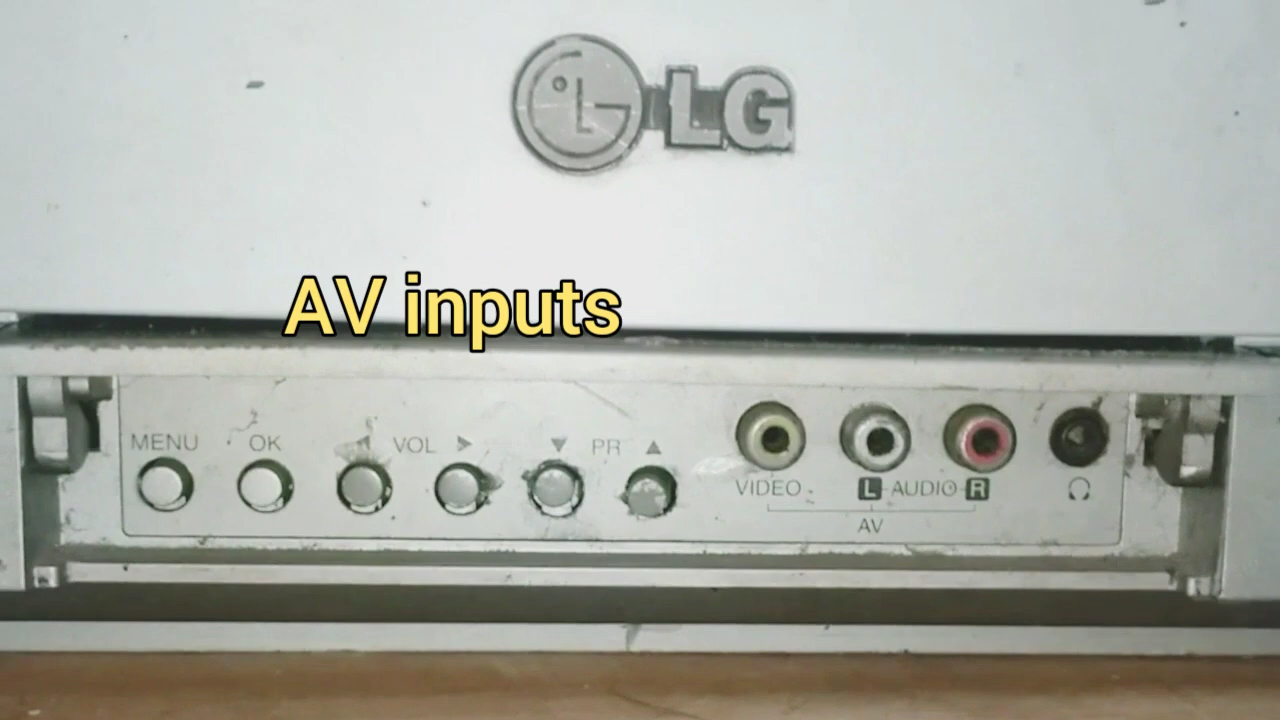 LG
AV inputs
MENU OK ◀ VOL ▶ ▼ PR ▲
VIDEO L AUDIO R
AV